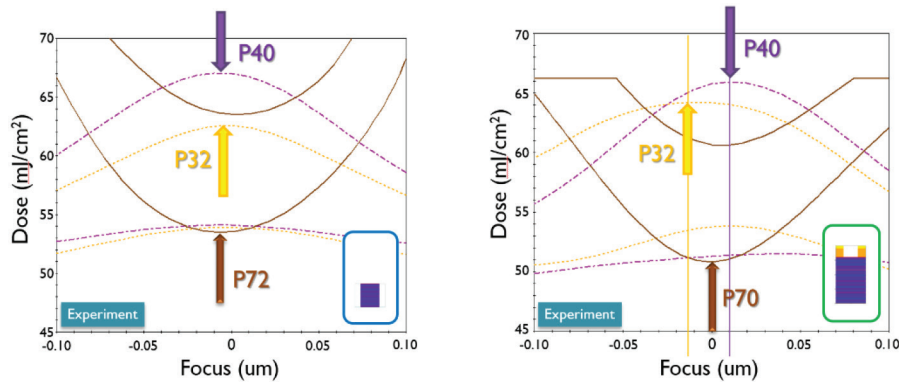 P40
70
65
60
55
50
45
Dose (mJ/cm²)
P32
P72
Experiment
-0.10
-0.05
0
0.05
0.10
Focus (um)
P40
70
65
60
55
50
45
Dose (mJ/cm²)
P32
P70
Experiment
-0.10
-0.05
0
0.05
0.10
Focus (um)